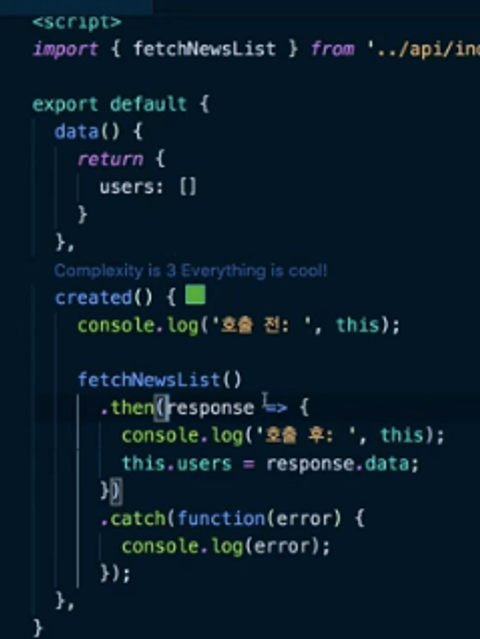 <script>
import { fetchNewsList } from '../api/ind
export default {
data() {
return {
users: []
}
},
Complexity is 3 Everything is cool!
created() {
console.log('호출 전: ', this);
fetchNewsList()
.then(response => {
console.log('호출 후: ', this);
this.users = response.data;
})
.catch(function(error) {
console.log(error);
});
},
}